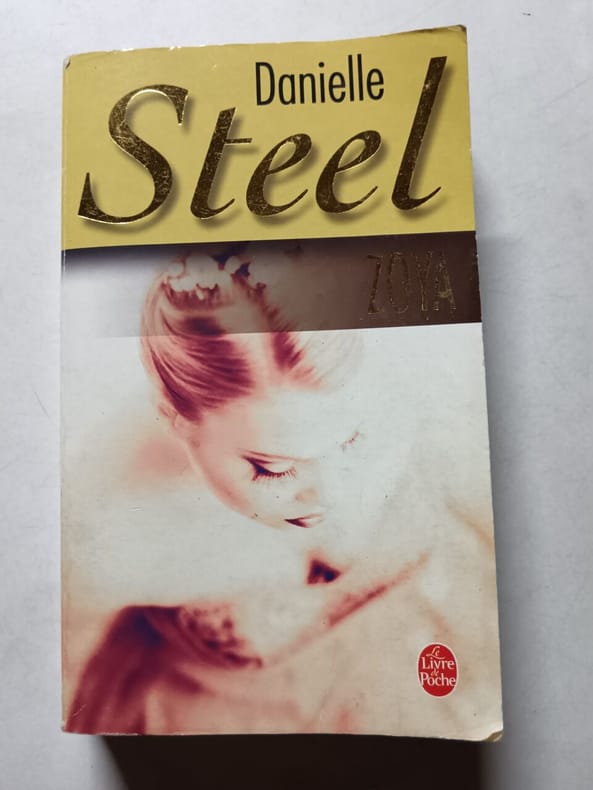 Danielle
Steel
ZOYA
Le
Livre
de
Poche